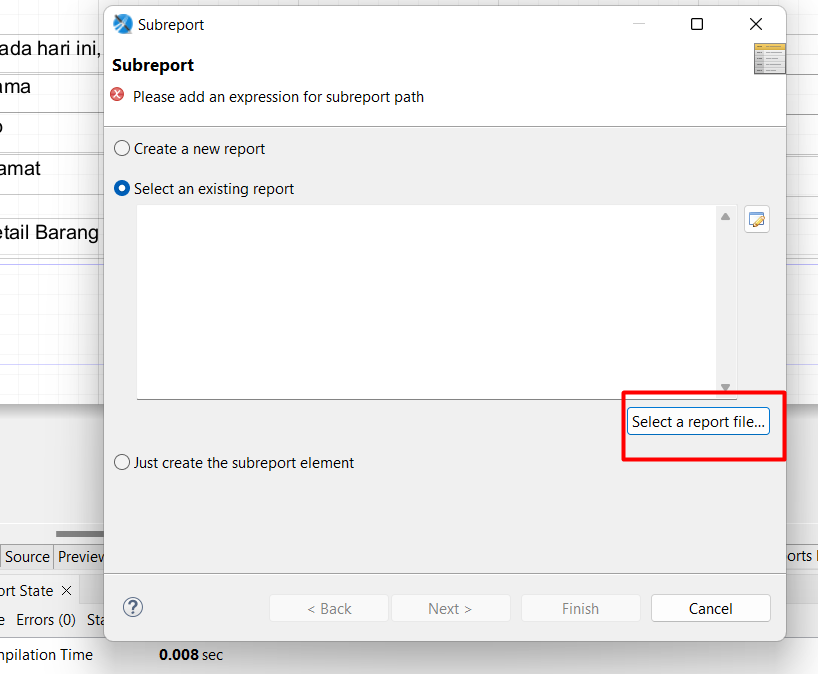 Subreport
Subreport
Please add an expression for subreport path
ada hari ini,
ama
amat
etail Barang
Create a new report
Select an existing report
Select a report file...
Just create the subreport element
Source
Preview
orts
ort State
e Errors (0) Sta
< Back
Next >
Finish
Cancel
mpilation Time
0.008 sec